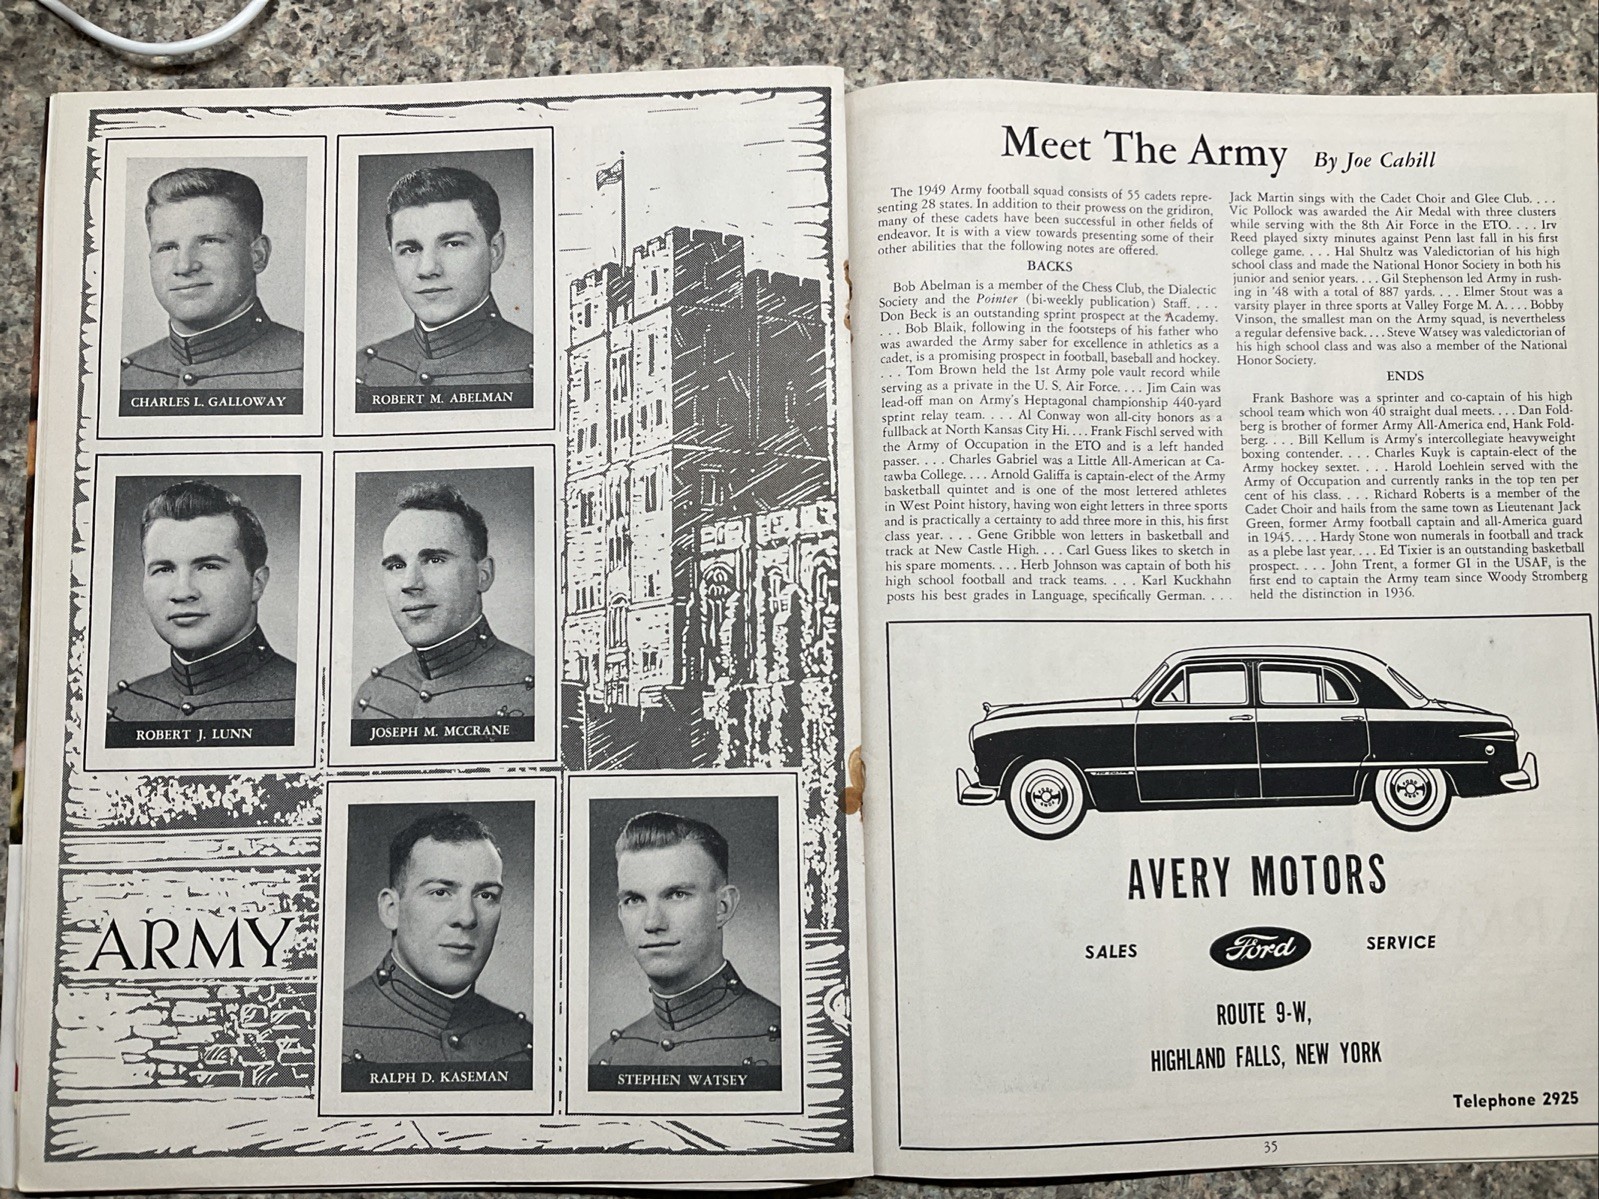 CHARLES L. GALLOWAY
ROBERT M. ABELMAN
ROBERT J. LUNN
JOSEPH M. MCCRANE
ARMY
RALPH D. KASEMAN
STEPHEN WATSEY
Meet The Army By Joe Cahill
The 1949 Army football squad consists of 55 cadets repre-
senting 28 states. In addition to their prowess on the gridiron,
many of these cadets have been successful in other fields of
endeavor. It is with a view towards presenting some of their
other abilities that the following notes are offered.
BACKS
Bob Abelman is a member of the Chess Club, the Dialectic
Society and the Pointer (bi-weekly publication) Staff. . . .
Don Beck is an outstanding sprint prospect at the Academy.
. . . Bob Blaik, following in the footsteps of his father who
was awarded the Army saber for excellence in athletics as a
cadet, is a promising prospect in football, baseball and hockey.
. . . Tom Brown held the 1st Army pole vault record while
serving as a private in the U. S. Air Force. . . . Jim Cain was
lead-off man on Army's Heptagonal championship 440-yard
sprint relay team. . . . . Al Conway won all-city honors as a
fullback at North Kansas City Hi. . . . Frank Fischl served with
the Army of Occupation in the ETO and is a left handed
passer. . . . Charles Gabriel was a Little All-American at Ca-
tawba College. . . . Arnold Galiffa is captain-elect of the Army
basketball quintet and is one of the most lettered athletes
in West Point history, having won eight letters in three sports
and is practically a certainty to add three more in this, his first
class year. . . . Gene Gribble won letters in basketball and
track at New Castle High. . . . Carl Guess likes to sketch in
his spare moments. . . . Herb Johnson was captain of both his
high school football and track teams. . . . . Karl Kuckhahn
posts his best grades in Language, specifically German. . . .
Jack Martin sings with the Cadet Choir and Glee Club. . . .
Vic Pollock was awarded the Air Medal with three clusters
while serving with the 8th Air Force in the ETO. . . . Irv
Reed played sixty minutes against Penn last fall in his first
college game. . . . Hal Shultz was Valedictorian of his high
school class and made the National Honor Society in both his
junior and senior years. . . . Gil Stephenson led Army in rush-
ing in '48 with a total of 887 yards. . . . Elmer Stout was a
varsity player in three sports at Valley Forge M. A. . . . Bobby
Vinson, the smallest man on the Army squad, is nevertheless
a regular defensive back. . . . Steve Watsey was valedictorian of
his high school class and was also a member of the National
Honor Society.
ENDS
Frank Bashore was a sprinter and co-captain of his high
school team which won 40 straight dual meets. . . . Dan Fold-
berg is brother of former Army All-America end, Hank Fold-
berg. . . . Bill Kellum is Army's intercollegiate heavyweight
boxing contender. . . . Charles Kuyk is captain-elect of the
Army hockey sextet. . . . . Harold Loehlein served with the
Army of Occupation and currently ranks in the top ten per
cent of his class. . . . . Richard Roberts is a member of the
Cadet Choir and hails from the same town as Lieutenant Jack
Green, former Army football captain and all-America guard
in 1945. . . . Hardy Stone won numerals in football and track
as a plebe last year. . . . Ed Tixier is an outstanding basketball
prospect. . . . . John Trent, a former GI in the USAF, is the
first end to captain the Army team since Woody Stromberg
held the distinction in 1936.
AVERY MOTORS
SALES Ford SERVICE
ROUTE 9-W,
HIGHLAND FALLS, NEW YORK
Telephone 2925
35